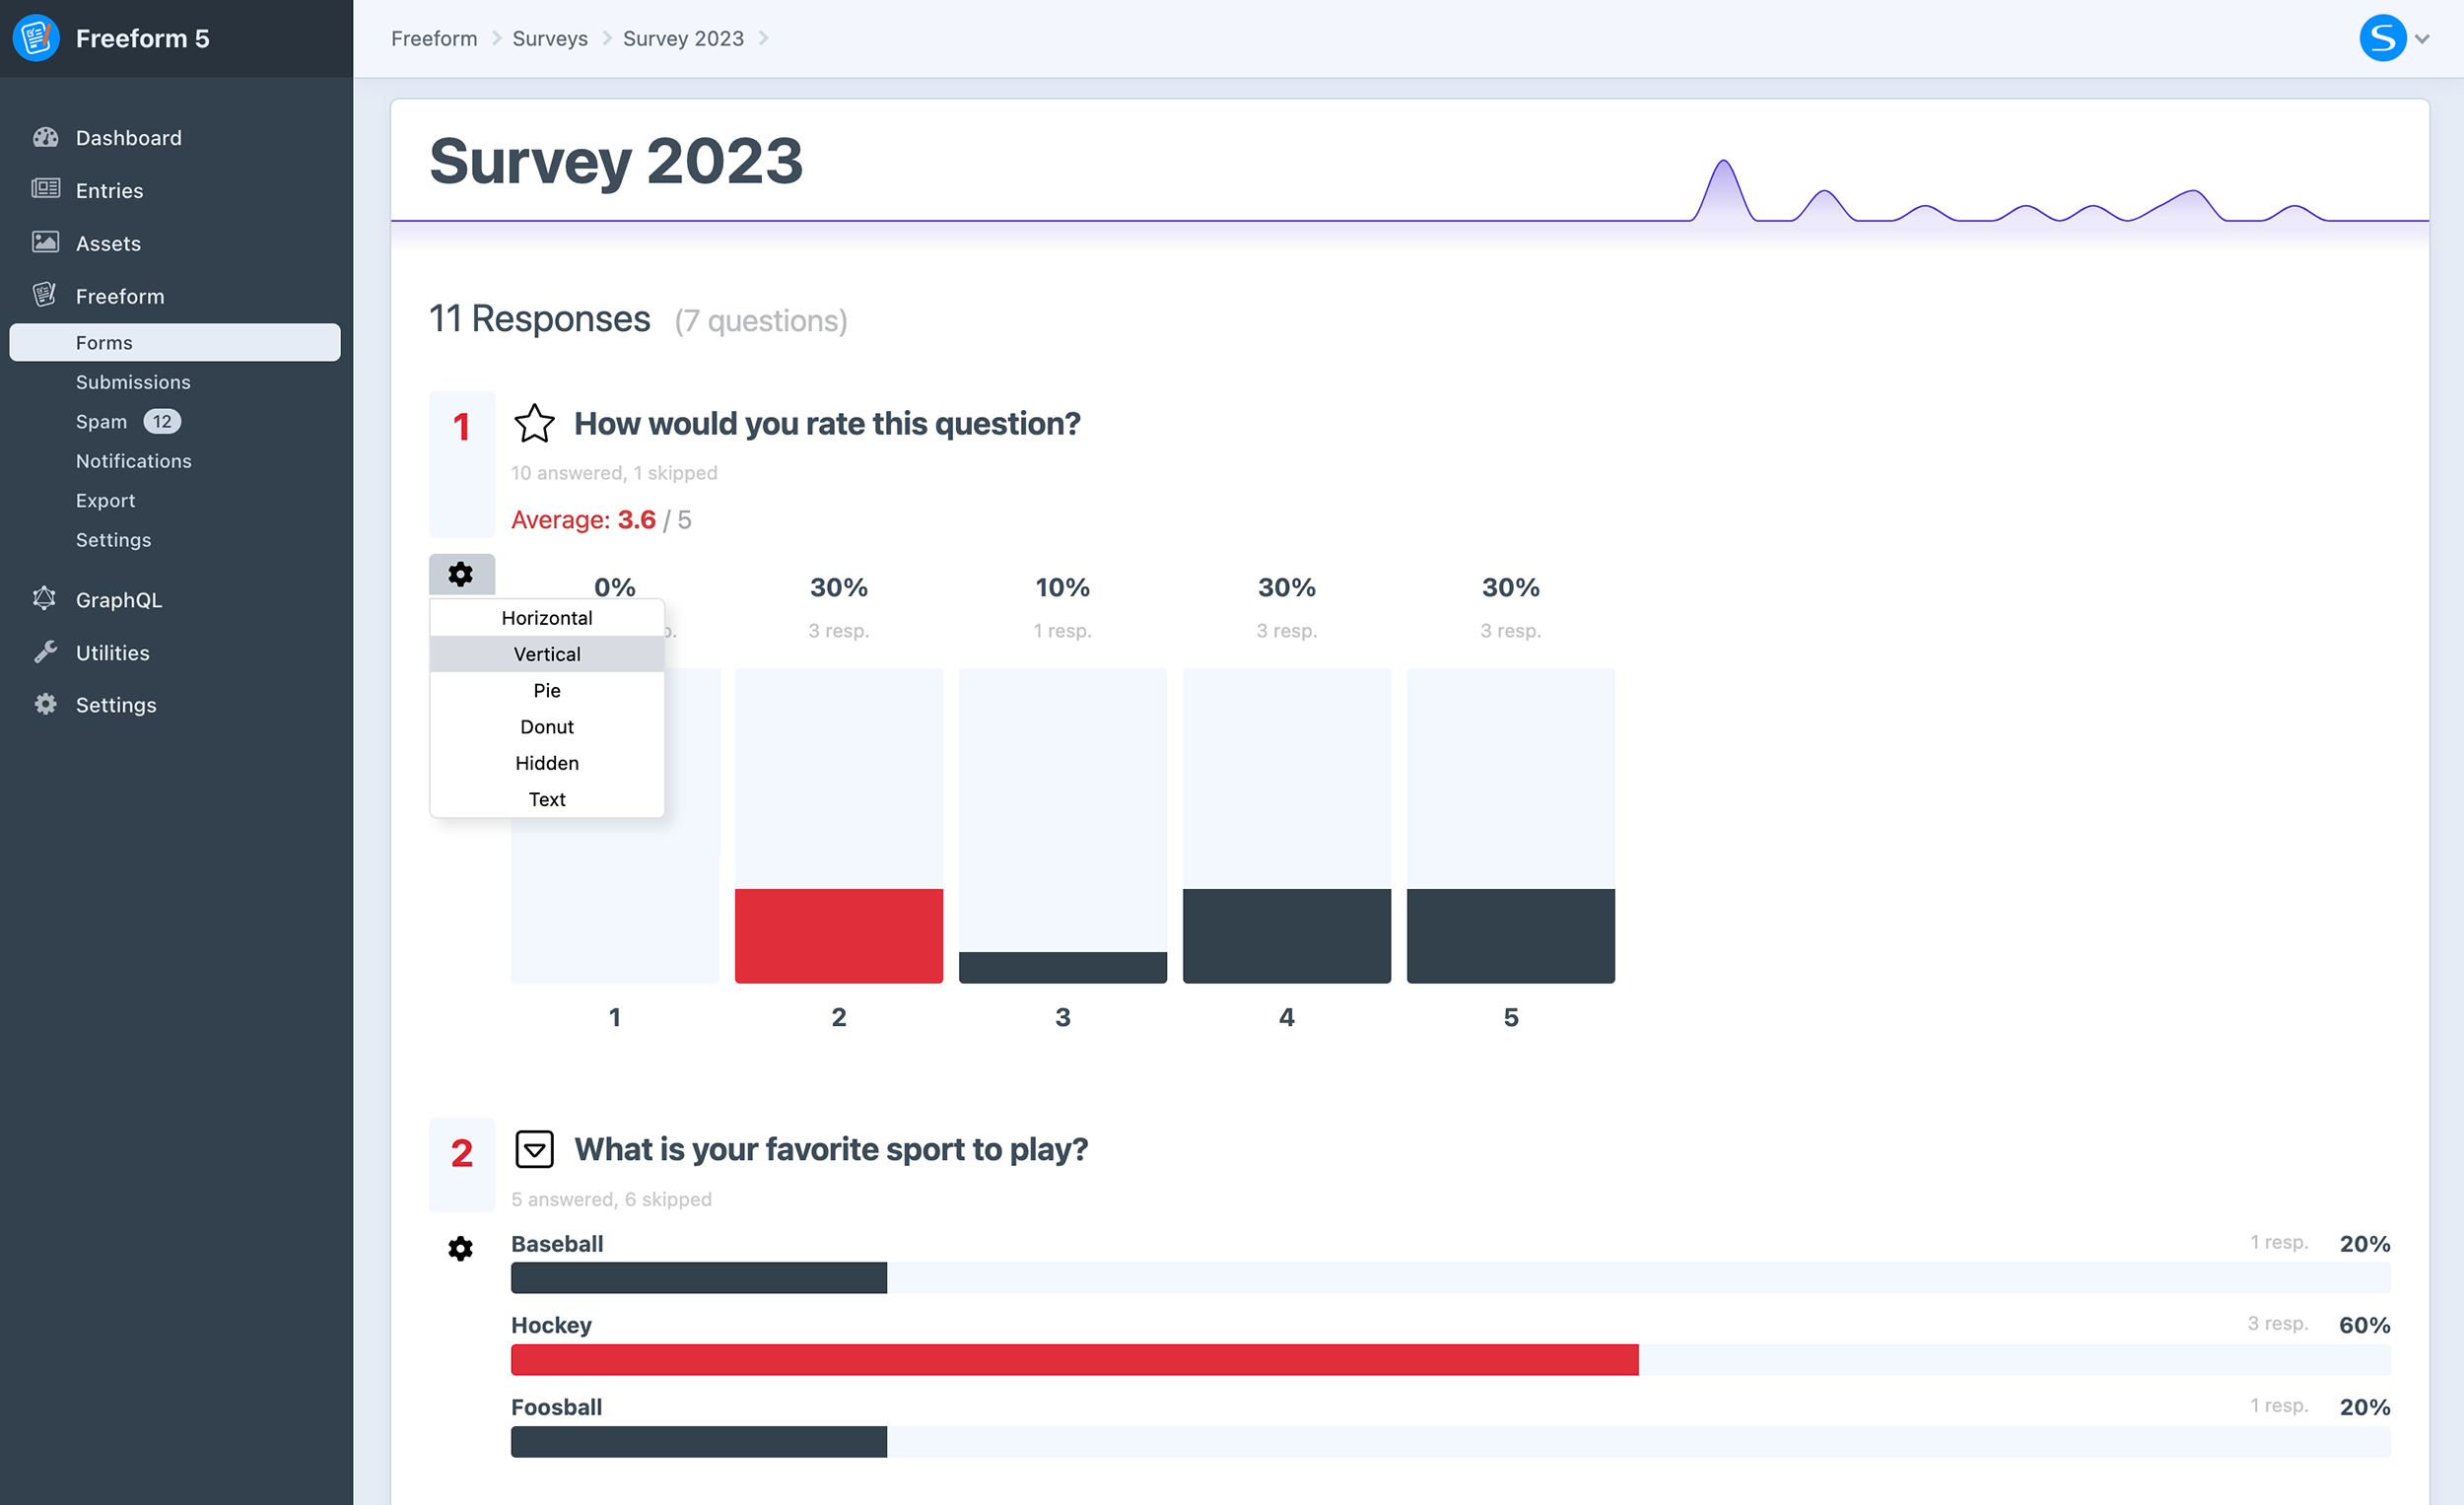 Freeform 5
Freeform Surveys Survey 2023
S
Dashboard
Entries
Assets
Freeform
Forms
Submissions
Spam 12
Notifications
Export
Settings
GraphQL
Utilities
Settings
Survey 2023
11 Responses (7 questions)
1 How would you rate this question?
10 answered, 1 skipped
Average: 3.6 / 5
0% 30% 10% 30% 30%
3 resp. 1 resp. 3 resp. 3 resp.
Horizontal
Vertical
Pie
Donut
Hidden
Text
1 2 3 4 5
2 What is your favorite sport to play?
5 answered, 6 skipped
Baseball 1 resp. 20%
Hockey 3 resp. 60%
Foosball 1 resp. 20%